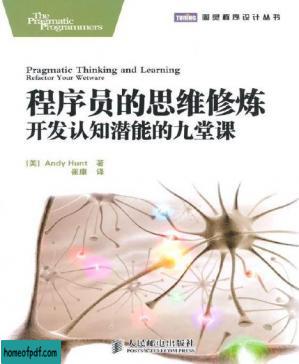 The
Pragmatic
Programmers
TURING 图灵程序设计丛书
Pragmatic Thinking and Learning
Refactor Your Wetware
程序员的思维修炼
开发认知潜能的九堂课
[美] Andy Hunt 著
崔康 译
人民邮电出版社
POSTS & TELECOM PRESS
homeofpdf.com